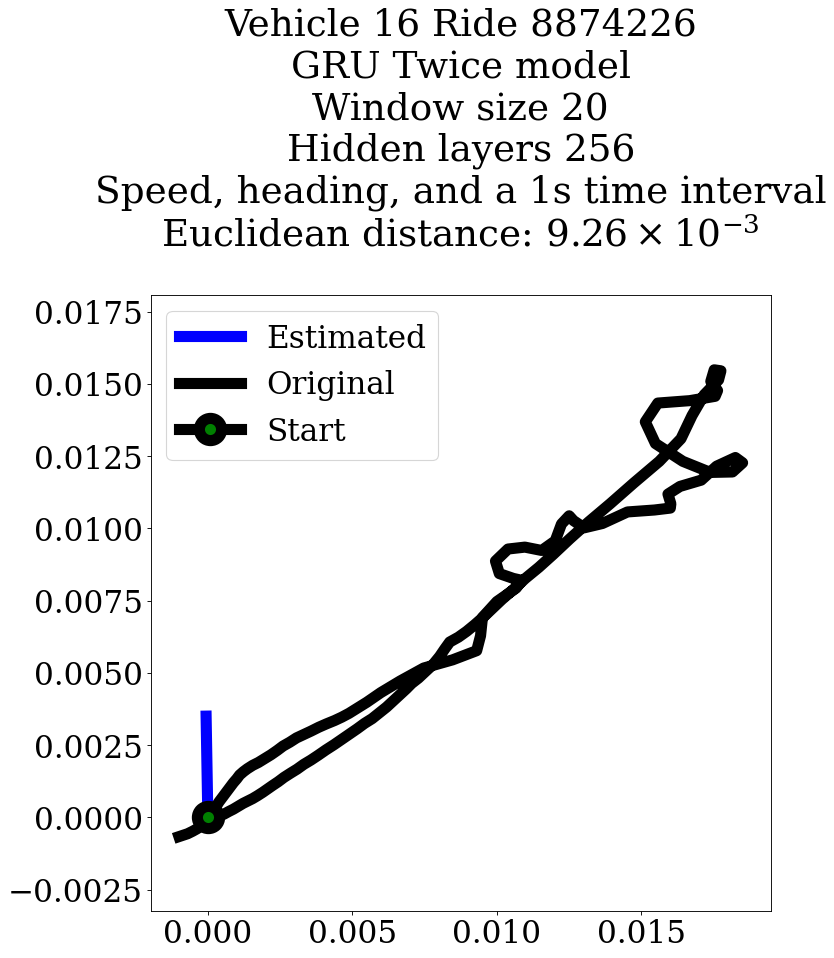 Vehicle 16 Ride 8874226
GRU Twice model
Window size 20
Hidden layers 256
Speed, heading, and a 1s time interval
Euclidean distance: 9.26 × 10⁻³
0.0175
Estimated
0.0150
Original
Start
0.0125
0.0100
0.0075
0.0050
0.0025
0.0000
−0.0025
0.000 0.005 0.010 0.015